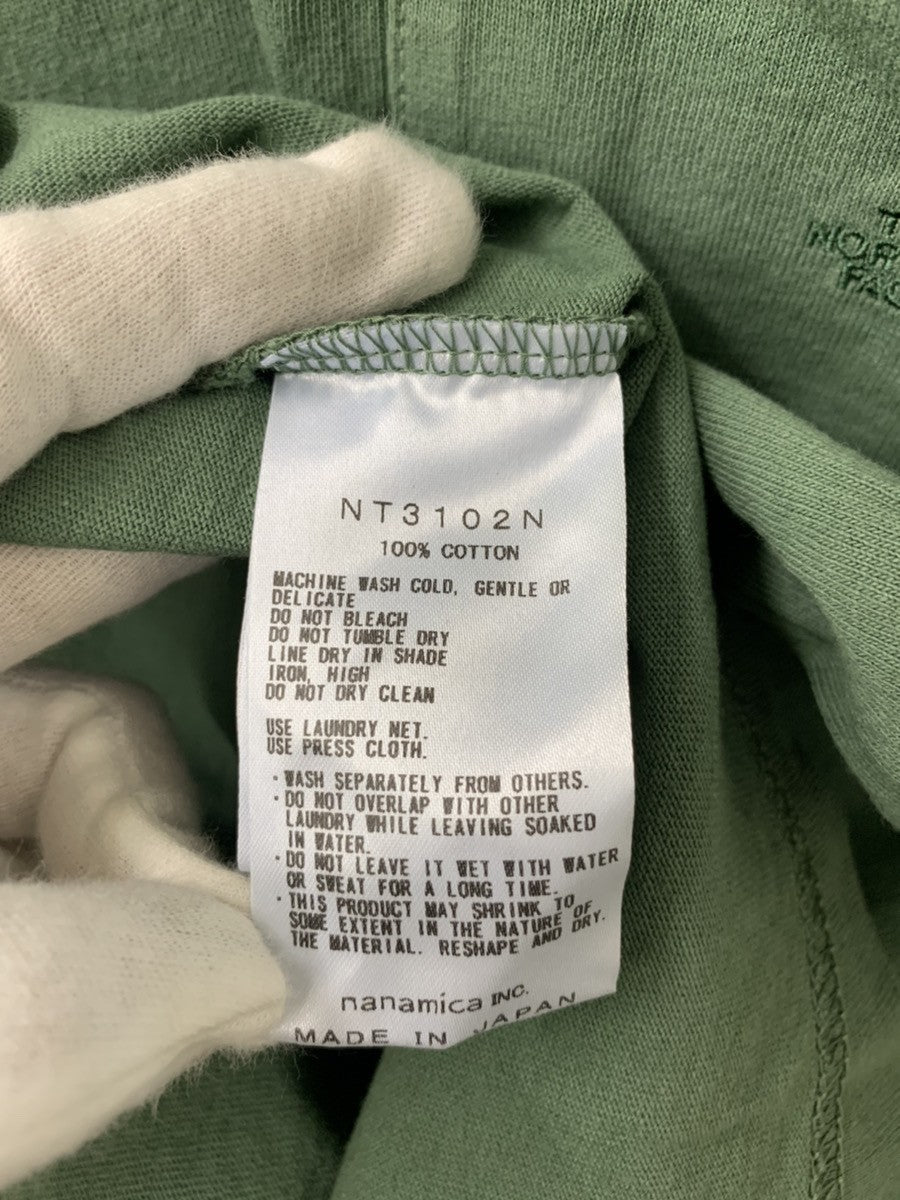 NOR
FAC
NT3102N
100% COTTON
MACHINE WASH COLD, GENTLE OR
DELICATE
DO NOT BLEACH
DO NOT TUMBLE DRY
LINE DRY IN SHADE
IRON, HIGH
DO NOT DRY CLEAN
USE LAUNDRY NET.
USE PRESS CLOTH.
・WASH SEPARATELY FROM OTHERS.
・DO NOT OVERLAP WITH OTHER
LAUNDRY WHILE LEAVING SOAKED
IN WATER.
・DO NOT LEAVE IT WET WITH WATER
OR SWEAT FOR A LONG TIME.
・THIS PRODUCT MAY SHRINK TO
SOME EXTENT IN THE NATURE OF
THE MATERIAL. RESHAPE AND DRY.
nanamica INC.
MADE IN JAPAN